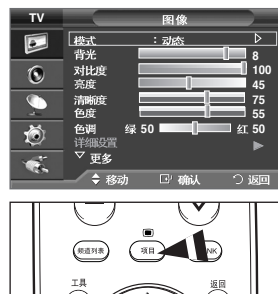 TV 图像
模式 : 动态
背光 8
对比度 100
亮度 45
清晰度 75
色度 55
色调 绿 50 红 50
详细设置
更多
移动 确认 返回
频道列表 项目 NK
工具 返回